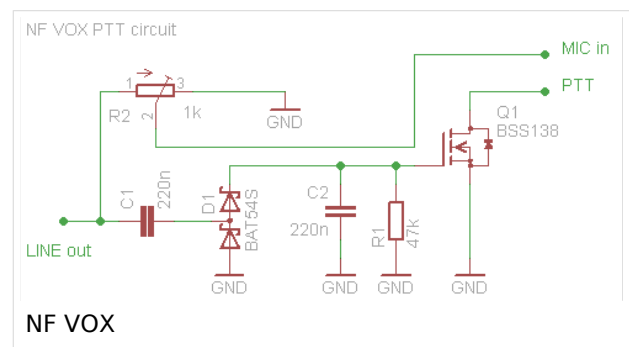 NF VOX PTT circuit
MIC in
PTT
1
3
R2
2
1k
GND
Q1
BSS138
C1
220n
D1
BAT54S
C2
220n
R1
47k
LINE out
GND
GND
GND
GND
NF VOX